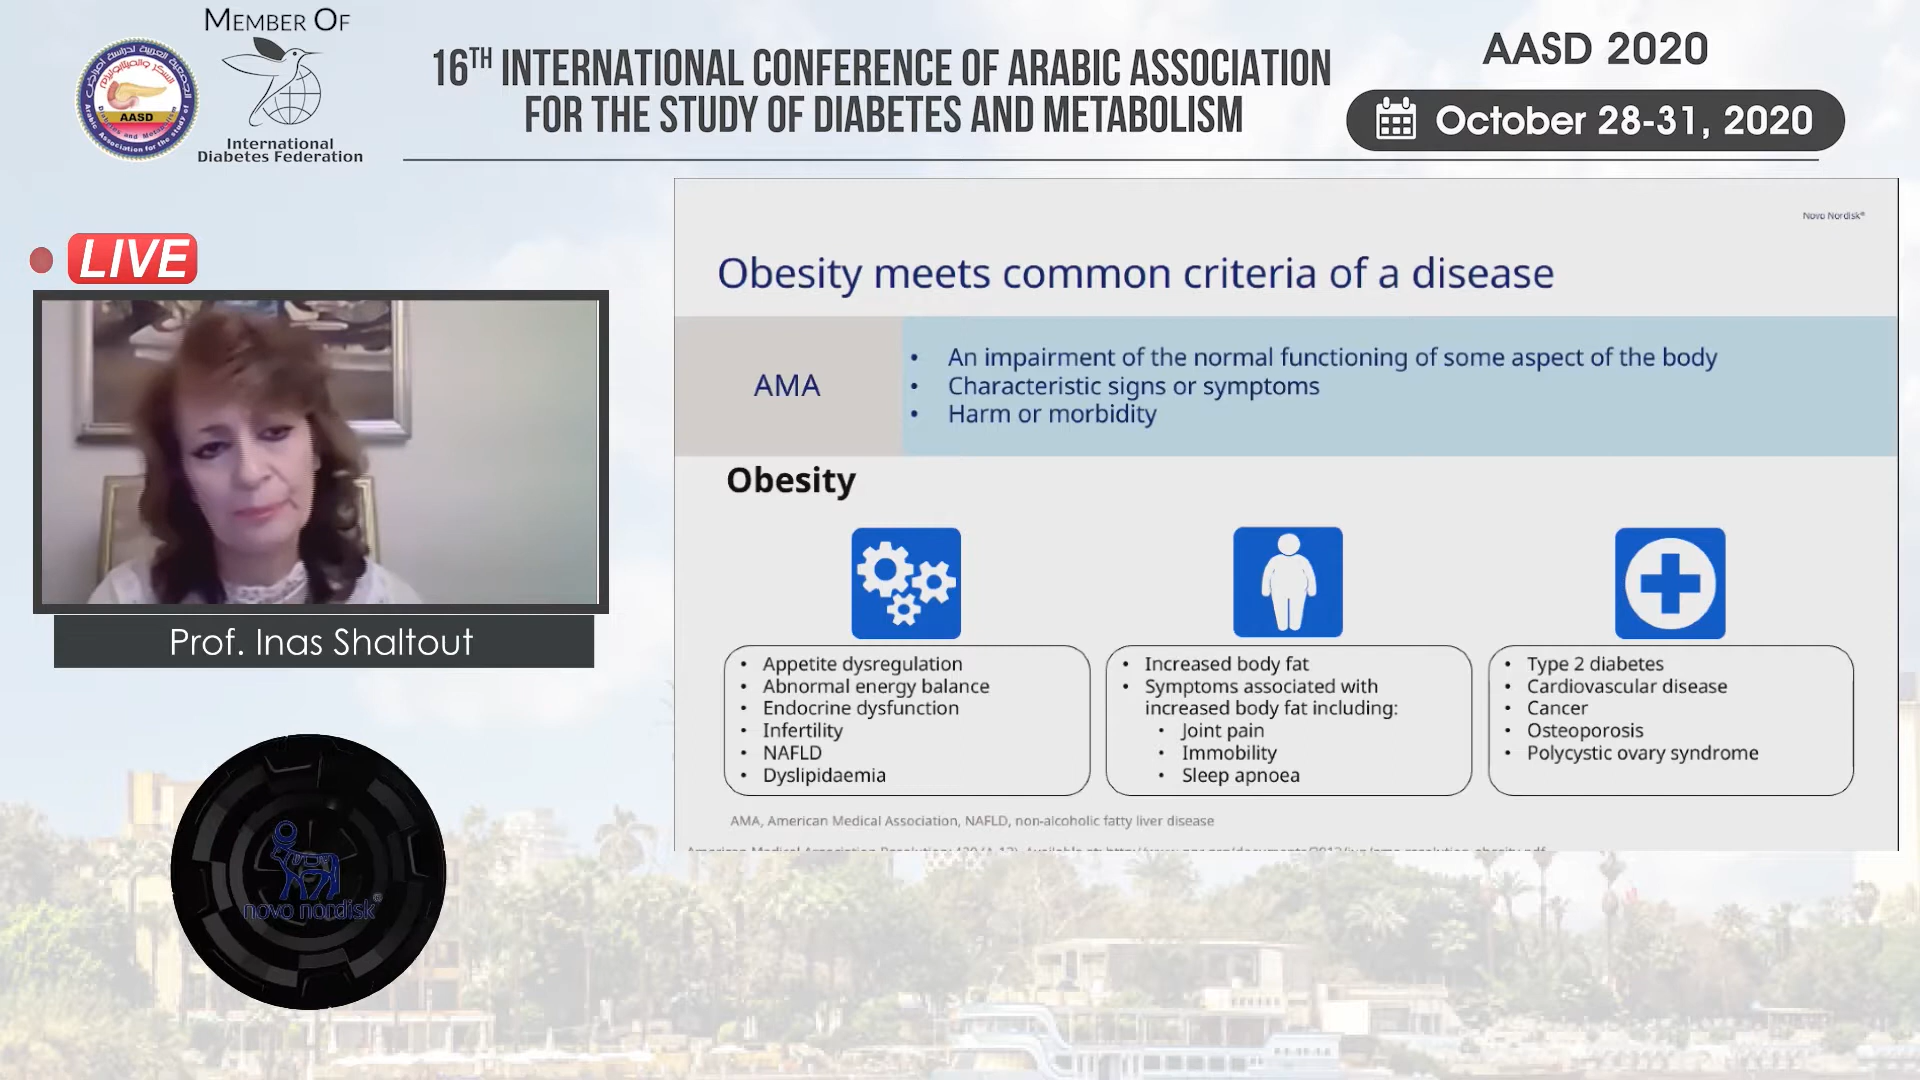 MEMBER OF
International
Diabetes Federation
AASD
16TH INTERNATIONAL CONFERENCE OF ARABIC ASSOCIATION
FOR THE STUDY OF DIABETES AND METABOLISM
AASD 2020
October 28-31, 2020
LIVE
Prof. Inas Shaltout
novo nordisk®
Novo Nordisk®
Obesity meets common criteria of a disease
AMA
• An impairment of the normal functioning of some aspect of the body
• Characteristic signs or symptoms
• Harm or morbidity
Obesity
• Appetite dysregulation
• Abnormal energy balance
• Endocrine dysfunction
• Infertility
• NAFLD
• Dyslipidaemia
• Increased body fat
• Symptoms associated with
increased body fat including:
• Joint pain
• Immobility
• Sleep apnoea
• Type 2 diabetes
• Cardiovascular disease
• Cancer
• Osteoporosis
• Polycystic ovary syndrome
AMA, American Medical Association, NAFLD, non-alcoholic fatty liver disease